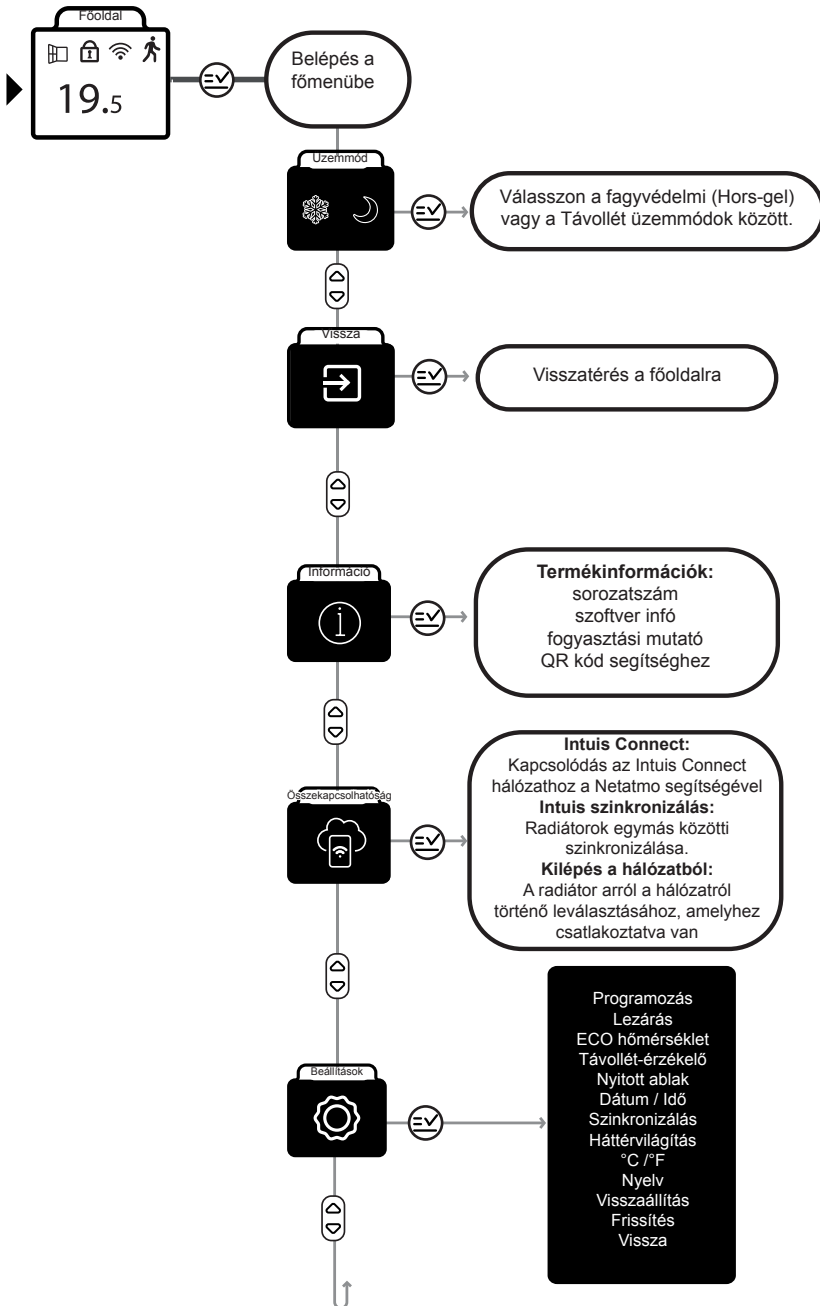 Főoldal
19.5
Belépés a
főmenübe
Üzemmód
Válasszon a fagyvédelmi (Hors-gel)
vagy a Távollét üzemmódok között.
Vissza
Visszatérés a főoldalra
Információ
Termékinformációk:
sorozatszám
szoftver infó
fogyasztási mutató
QR kód segítséghez
Összekapcsolhatóság
Intuis Connect:
Kapcsolódás az Intuis Connect
hálózathoz a Netatmo segítségével
Intuis szinkronizálás:
Radiátorok egymás közötti
szinkronizálása.
Kilépés a hálózatból:
A radiátor arról a hálózatról
történő leválasztásához, amelyhez
csatlakoztatva van
Beállítások
Programozás
Lezárás
ECO hőmérséklet
Távollét-érzékelő
Nyitott ablak
Dátum / Idő
Szinkronizálás
Háttérvilágítás
°C /°F
Nyelv
Visszaállítás
Frissítés
Vissza